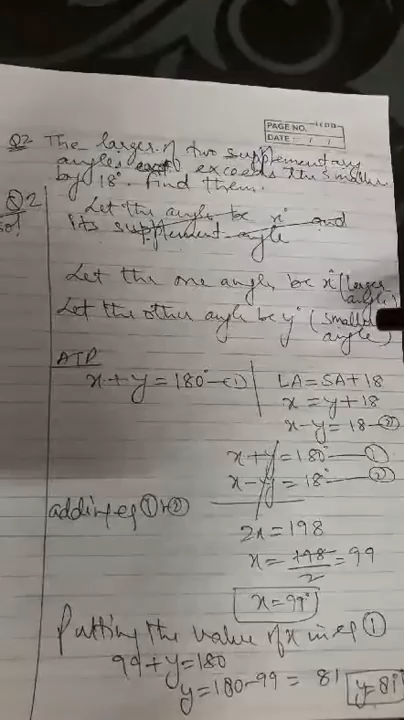 PAGE NO.
DATE: / /
Q2 The larger of two supplementary
angles exceeds the smaller
by 18°. Find them.
Q2 Let the angle be x° and
Sol its supplement angle
Let the one angle be x° (larger
angle)
Let the other angle be y° (smaller
angle)
ATP
x+y=180°-(1)
LA=SA+18
x=y+18
x-y=18-(2)
x+y=180°-(1)
x-y=18°-(2)
adding eq (1) & (2)
2x=198
x=198/2=99
x=99°
Putting the value of x in eq (1)
99+y=180
y=180-99=81
y=81°